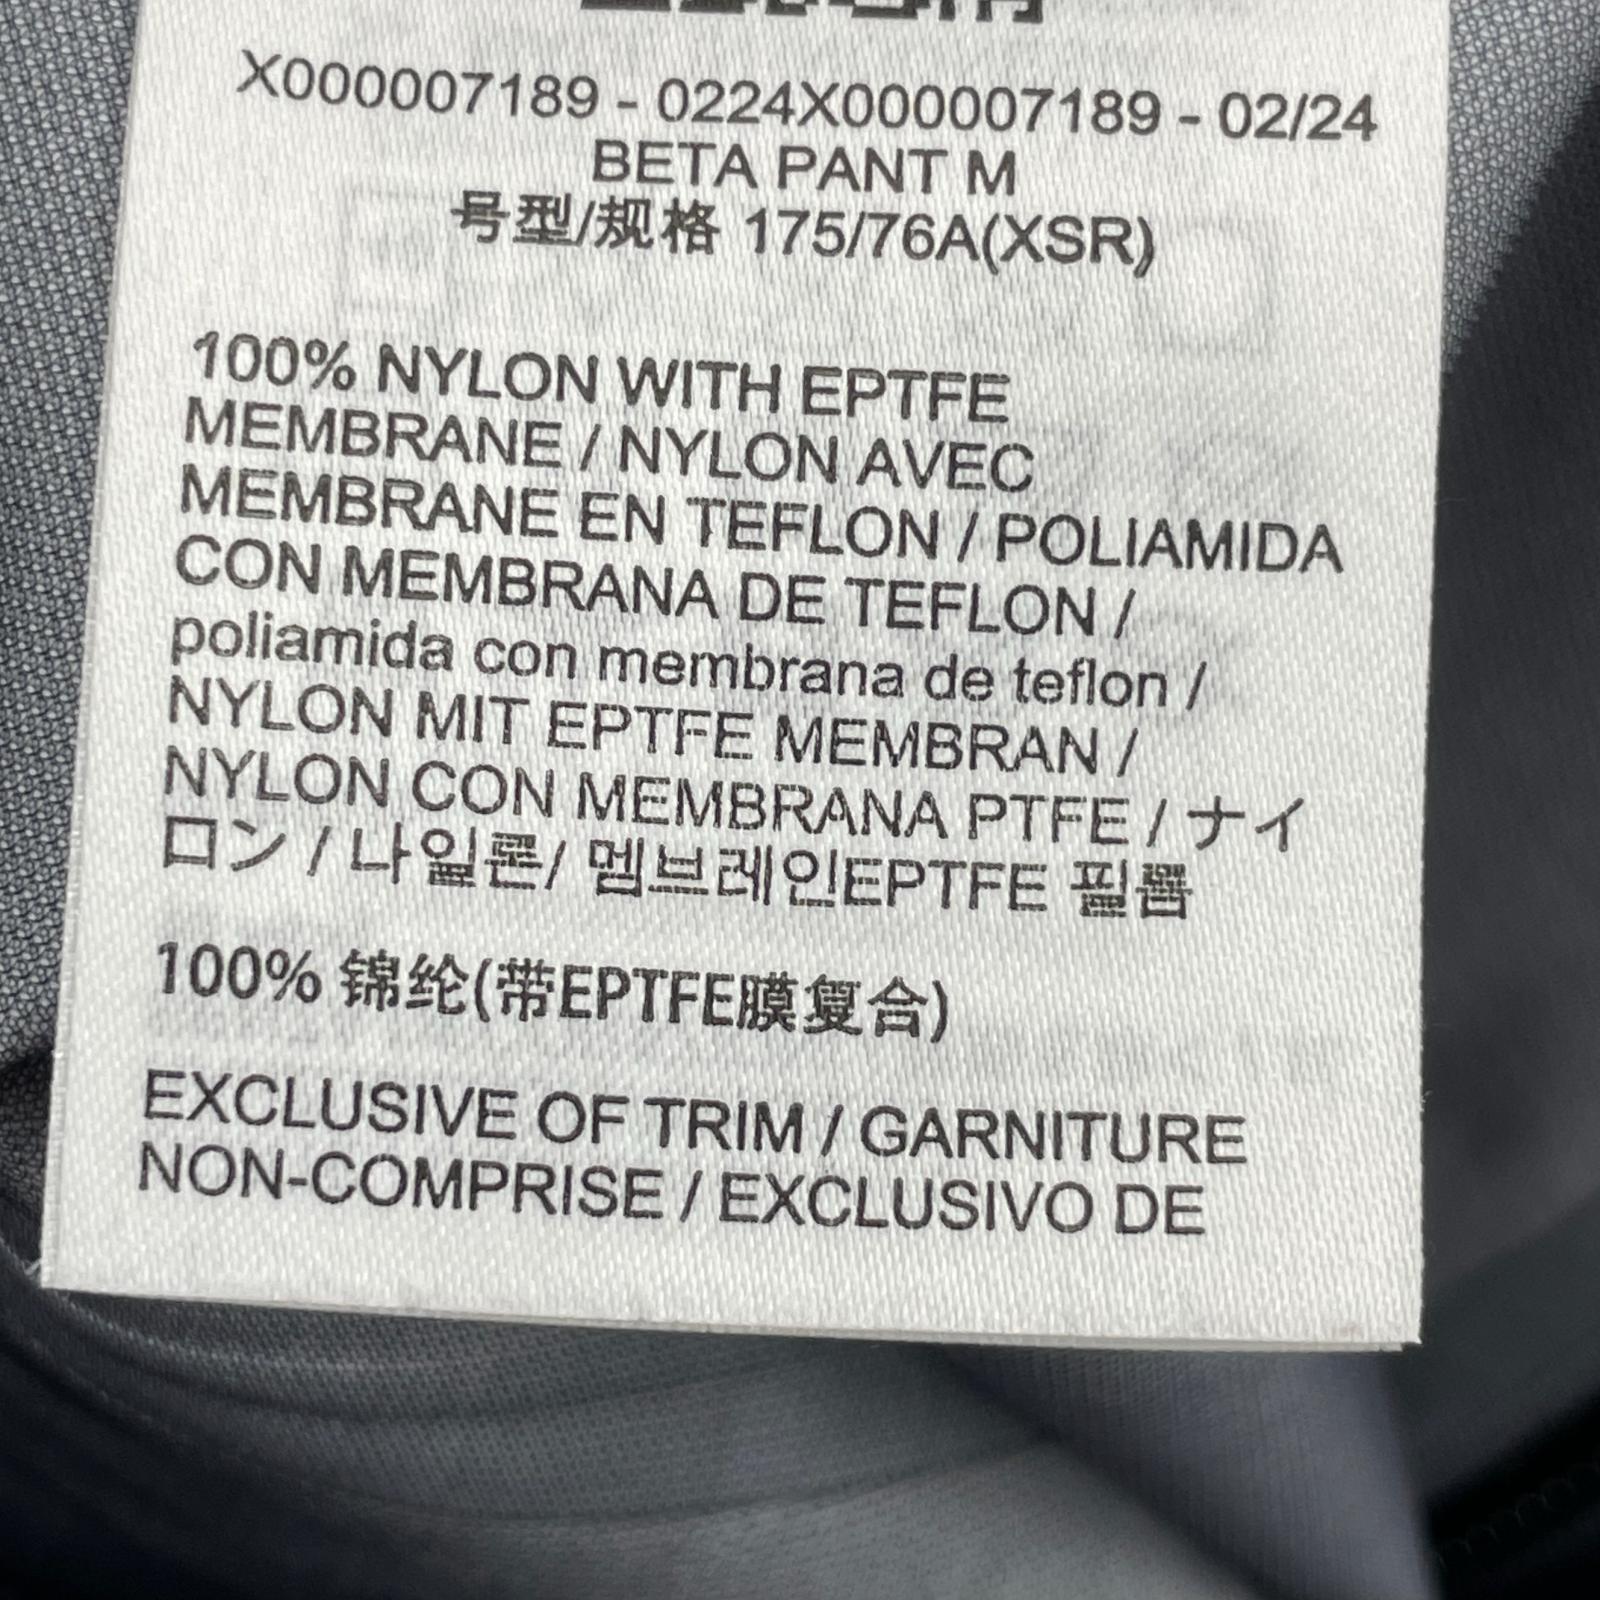 X000007189 - 0224X000007189 - 02/24
BETA PANT M
号型/规格 175/76A(XSR)
100% NYLON WITH EPTFE
MEMBRANE / NYLON AVEC
MEMBRANE EN TEFLON / POLIAMIDA
CON MEMBRANA DE TEFLON /
poliamida con membrana de teflon /
NYLON MIT EPTFE MEMBRAN /
NYLON CON MEMBRANA PTFE / ナイ
ロン / 나일론/ 멤브레인EPTFE 필름
100% 锦纶(带EPTFE膜复合)
EXCLUSIVE OF TRIM / GARNITURE
NON-COMPRISE / EXCLUSIVO DE